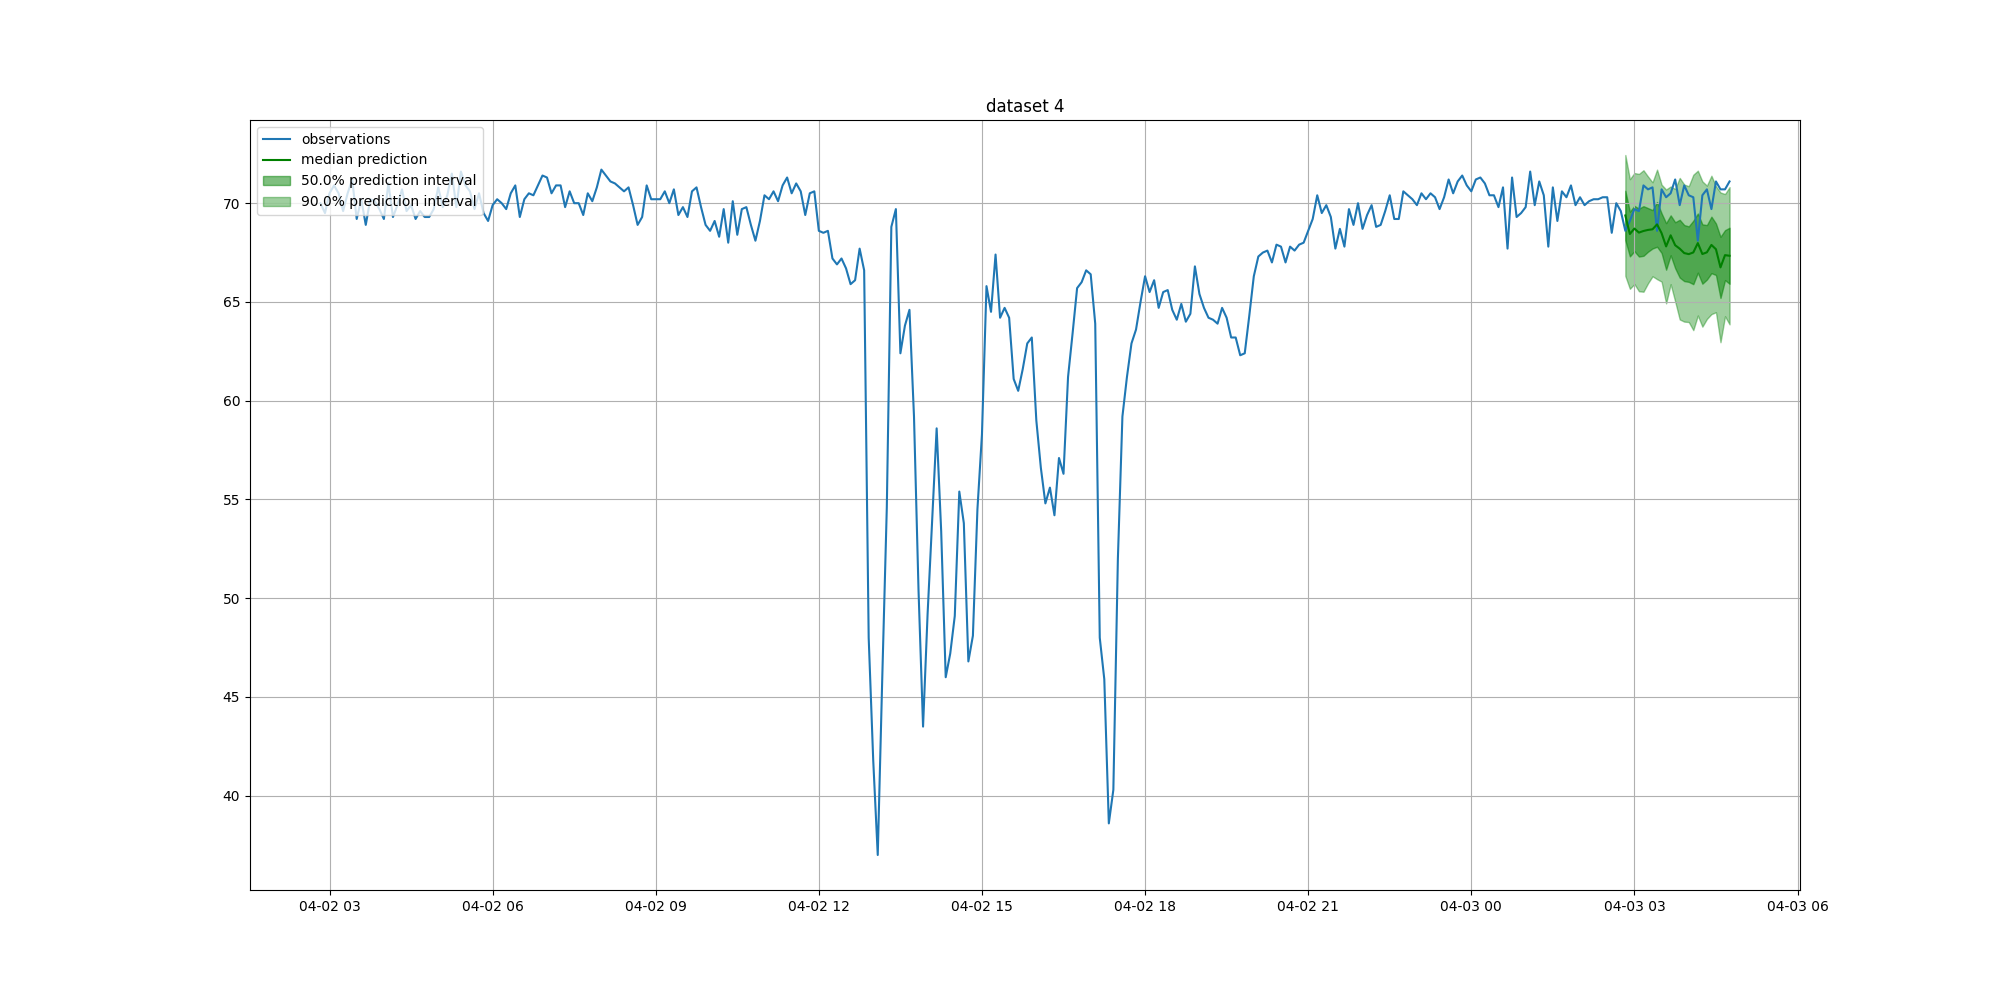 dataset 4
observations
median prediction
50.0% prediction interval
90.0% prediction interval
70
65
60
55
50
45
40
04-02 03 04-02 06 04-02 09 04-02 12 04-02 15 04-02 18 04-02 21 04-03 00 04-03 03 04-03 06